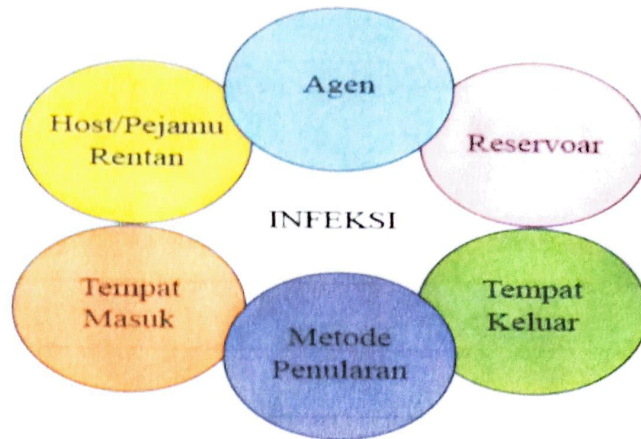 Agen
Host/Pejamu
Rentan
Reservoar
INFEKSI
Tempat
Masuk
Tempat
Keluar
Metode
Penularan